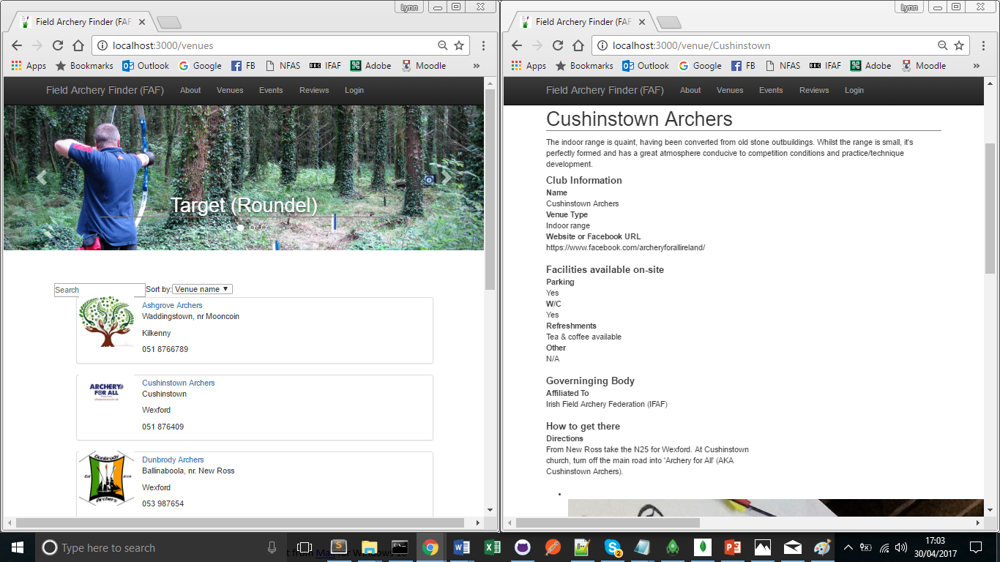 Lynn
Field Archery Finder (FAF
localhost:3000/venues
Apps Bookmarks Outlook Google FB NFAS IFAF Adobe Moodle »
Field Archery Finder (FAF) About Venues Events Reviews Login
Target (Roundel)
Search Sort by: Venue name
Ashgrove Archers
Waddingstown, nr Mooncoin
Kilkenny
051 8766789
ARCHERY
FOR ALL
Cushinstown Archers
Cushinstown
Wexford
051 876409
Dunbrody
Archers
Dunbrody Archers
Ballinaboola, nr. New Ross
Wexford
053 987654
Lynn
Field Archery Finder (FAF
localhost:3000/venue/Cushinstown
Apps Bookmarks Outlook Google FB NFAS IFAF Adobe Moodle »
Field Archery Finder (FAF) About Venues Events Reviews Login
Cushinstown Archers
The indoor range is quaint, having been converted from old stone outbuildings. Whilst the range is small, it's
perfectly formed and has a great atmosphere conducive to competition conditions and practice/technique
development.
Club Information
Name
Cushinstown Archers
Venue Type
Indoor range
Website or Facebook URL
https://www.facebook.com/archeryforallireland/
Facilities available on-site
Parking
Yes
W/C
Yes
Refreshments
Tea & coffee available
Other
N/A
Governinging Body
Affiliated To
Irish Field Archery Federation (IFAF)
How to get there
Directions
From New Ross take the N25 for Wexford. At Cushinstown
church, turn off the main road into 'Archery for All' (AKA
Cushinstown Archers).
Type here to search
17:03
30/04/2017